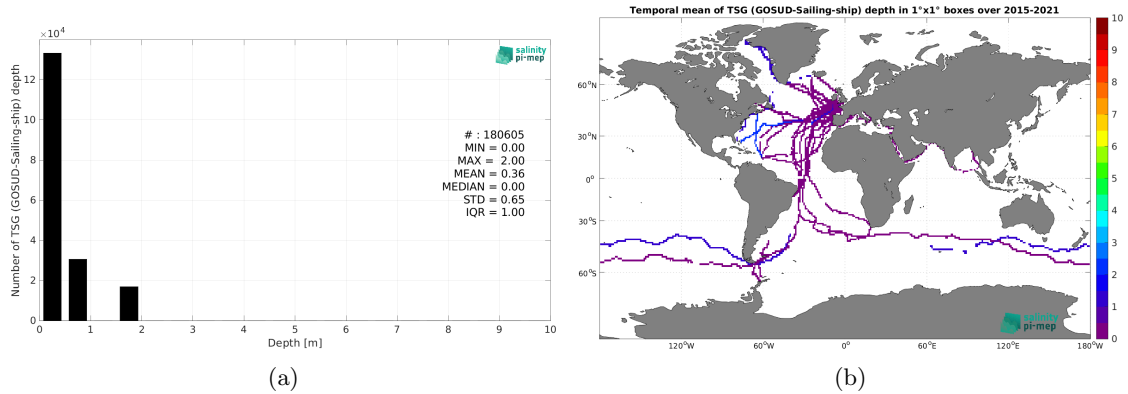 ×10⁴
12
10
8
6
4
2
0
Number of TSG (GOSUD-Sailing-ship) depth
salinity
pi-mep
# : 180605
MIN = 0.00
MAX = 2.00
MEAN = 0.36
MEDIAN = 0.00
STD = 0.65
IQR = 1.00
0 1 2 3 4 5 6 7 8 9 10
Depth [m]
(a)
Temporal mean of TSG (GOSUD-Sailing-ship) depth in 1°x1° boxes over 2015-2021
60°N
30°N
0°
30°S
60°S
salinity
pi-mep
120°W 60°W 0° 60°E 120°E 180°W
10
9
8
7
6
5
4
3
2
1
0
(b)